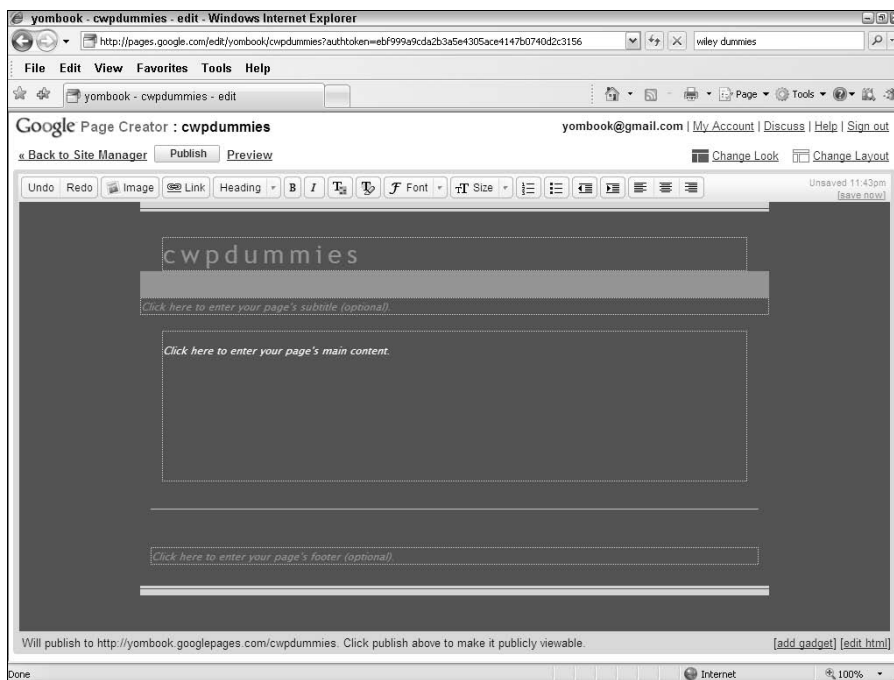 yombook - cwpdummies - edit - Windows Internet Explorer
http://pages.google.com/edit/yombook/cwpdummies?authtoken=ebf999a9cda2b3a5e4305ace4147b0740d2c3156 wiley dummies
File Edit View Favorites Tools Help
yombook - cwpdummies - edit Page Tools
Google Page Creator : cwpdummies yombook@gmail.com | My Account | Discuss | Help | Sign out
« Back to Site Manager Publish Preview Change Look Change Layout
Undo Redo Image Link Heading B I Font Size Unsaved 11:43pm
[save now]
cwpdummies
Click here to enter your page's subtitle (optional).
Click here to enter your page's main content.
Click here to enter your page's footer (optional).
Will publish to http://yombook.googlepages.com/cwpdummies. Click publish above to make it publicly viewable. [add gadget] [edit html]
Done Internet 100%